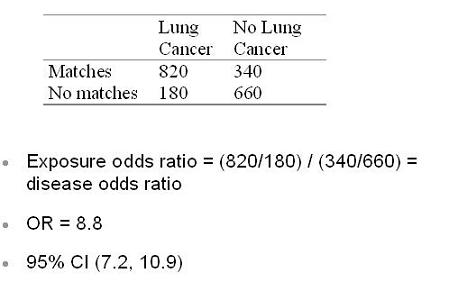 Lung No Lung
Cancer Cancer
Matches 820 340
No matches 180 660
• Exposure odds ratio = (820/180) / (340/660) =
disease odds ratio
• OR = 8.8
• 95% CI (7.2, 10.9)